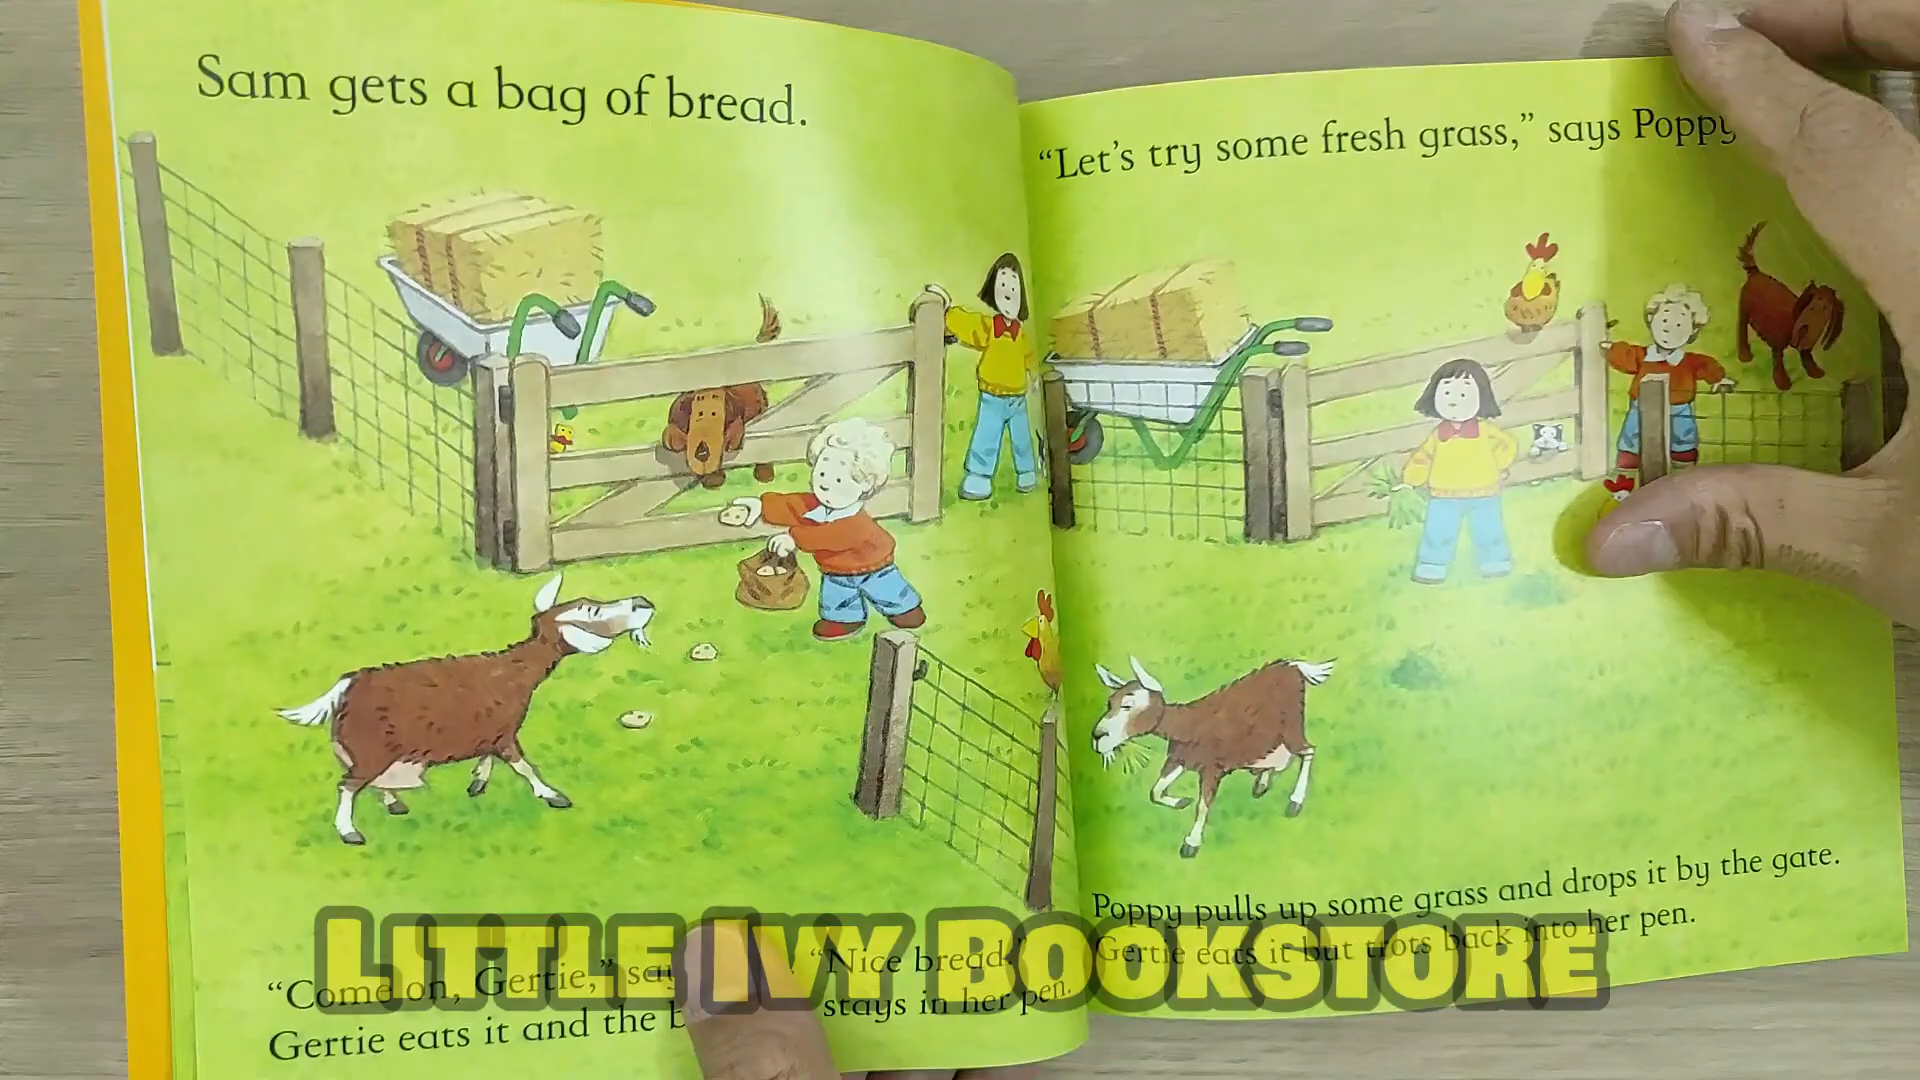 Sam gets a bag of bread.
"Come on, Gertie," "Nice bread."
Gertie eats it and the stays in her pen.
"Let's try some fresh grass," says Poppy
Poppy pulls up some grass and drops it by the gate.
Gertie eats it but trots back into her pen.
LITTLE IVY BOOKSTORE